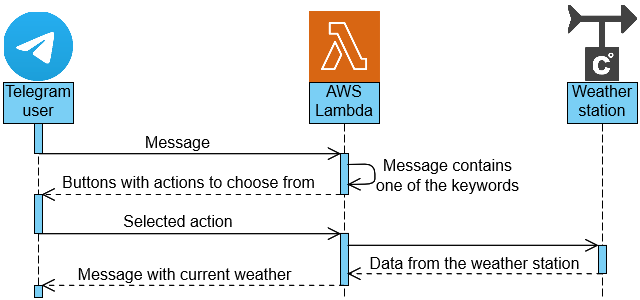 C°
Telegram
user
AWS
Lambda
Weather
station
Message
Message contains
one of the keywords
Buttons with actions to choose from
Selected action
Data from the weather station
Message with current weather